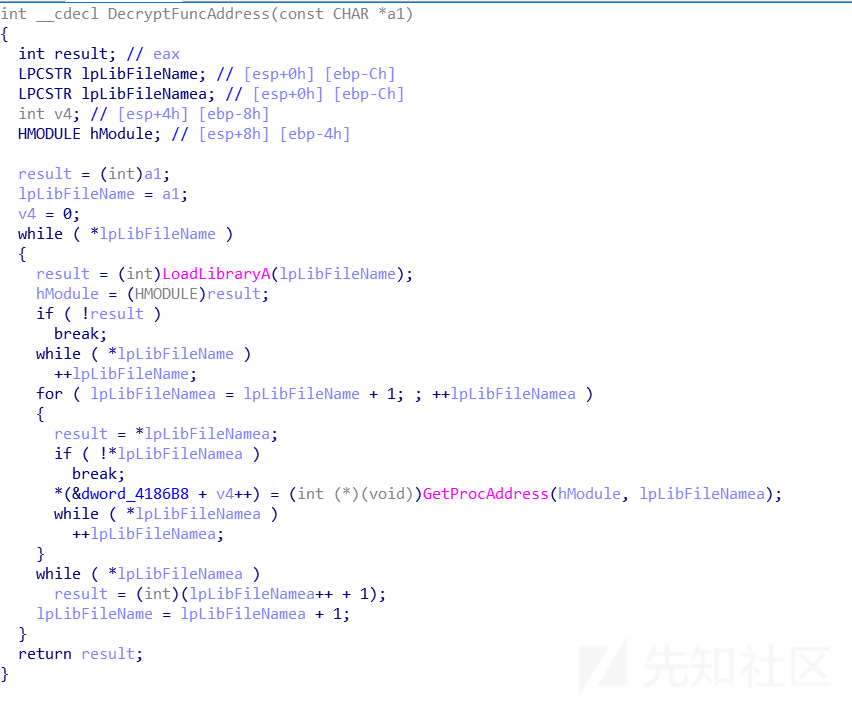 int __cdecl DecryptFuncAddress(const CHAR *a1)
{
  int result; // eax
  LPCSTR lpLibFileName; // [esp+0h] [ebp-Ch]
  LPCSTR lpLibFileNamea; // [esp+0h] [ebp-Ch]
  int v4; // [esp+4h] [ebp-8h]
  HMODULE hModule; // [esp+8h] [ebp-4h]

  result = (int)a1;
  lpLibFileName = a1;
  v4 = 0;
  while ( *lpLibFileName )
  {
    result = (int)LoadLibraryA(lpLibFileName);
    hModule = (HMODULE)result;
    if ( !result )
      break;
    while ( *lpLibFileName )
      ++lpLibFileName;
    for ( lpLibFileNamea = lpLibFileName + 1; ; ++lpLibFileNamea )
    {
      result = *lpLibFileNamea;
      if ( !*lpLibFileNamea )
        break;
      *(&dword_4186B8 + v4++) = (int (*)(void))GetProcAddress(hModule, lpLibFileNamea);
      while ( *lpLibFileNamea )
        ++lpLibFileNamea;
    }
    while ( *lpLibFileNamea )
      result = (int)(lpLibFileNamea++ + 1);
    lpLibFileName = lpLibFileNamea + 1;
  }
  return result;
}
先知社区